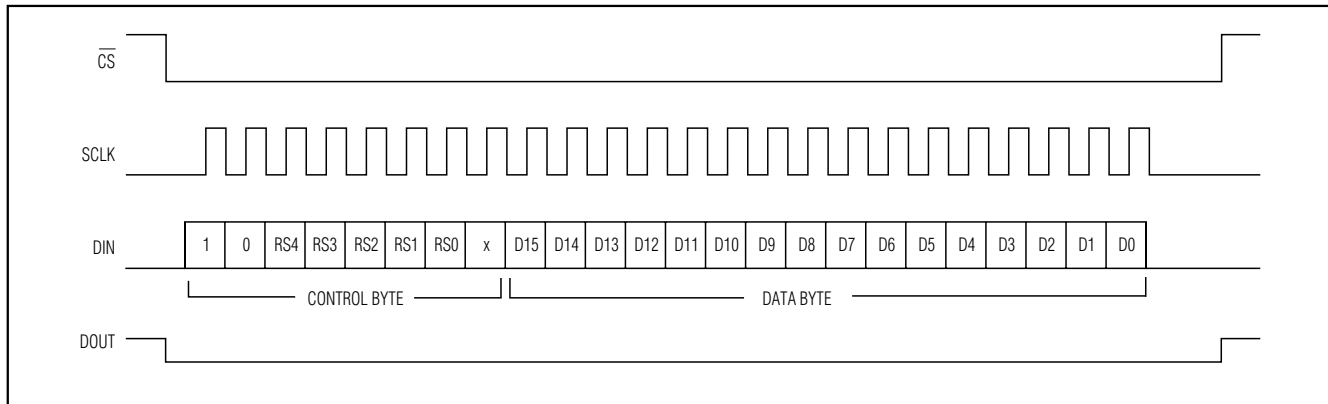 CS
SCLK
DIN 1 0 RS4 RS3 RS2 RS1 RS0 x D15 D14 D13 D12 D11 D10 D9 D8 D7 D6 D5 D4 D3 D2 D1 D0
CONTROL BYTE DATA BYTE
DOUT